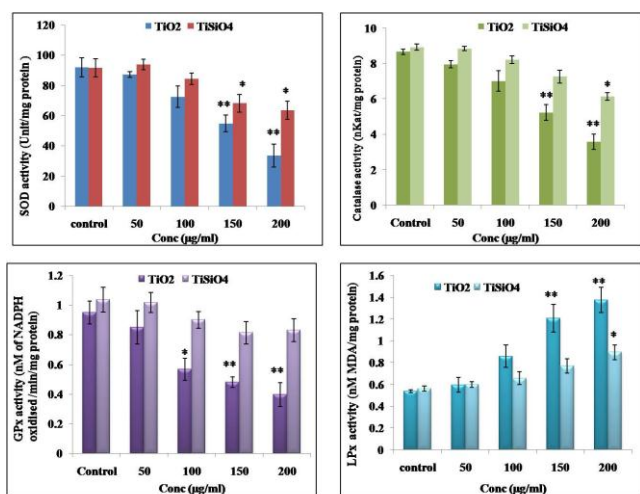 TiO2 TiSiO4
SOD activity (Unit/mg protein)
120
100
80
60
40
20
0
** * ** *
control 50 100 150 200
Conc (µg/ml)
TiO2 TiSiO4
Catalase activity (nKat/mg protein)
10
8
6
4
2
0
** ** *
Control 50 100 150 200
Conc (µg/ml)
TiO2 TiSiO4
GPx activity (nM of NADPH
oxidised /min/mg protein)
1.2
1
0.8
0.6
0.4
0.2
0
* ** **
Control 50 100 150 200
Conc (µg/ml)
TiO2 TiSiO4
LPx activity (nM MDA/mg protein)
1.6
1.4
1.2
1
0.8
0.6
0.4
0.2
0
** ** *
control 50 100 150 200
Conc (µg/ml)